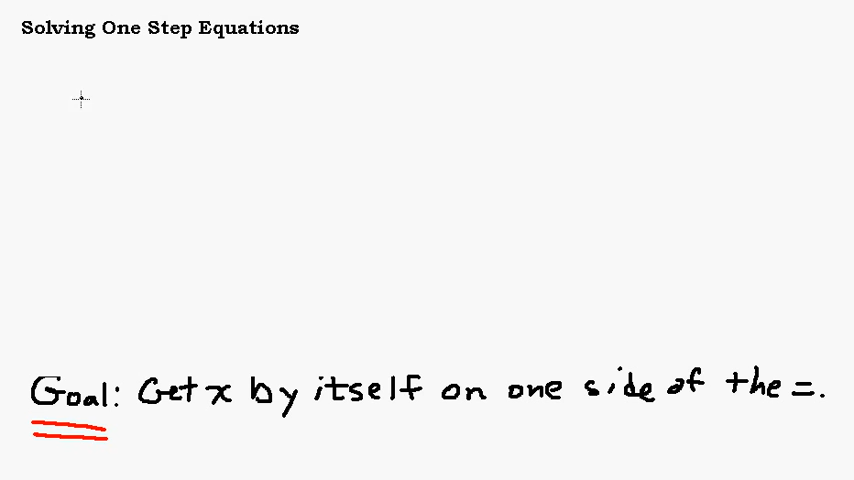 Solving One Step Equations
Goal: Get x by itself on one side of the =.